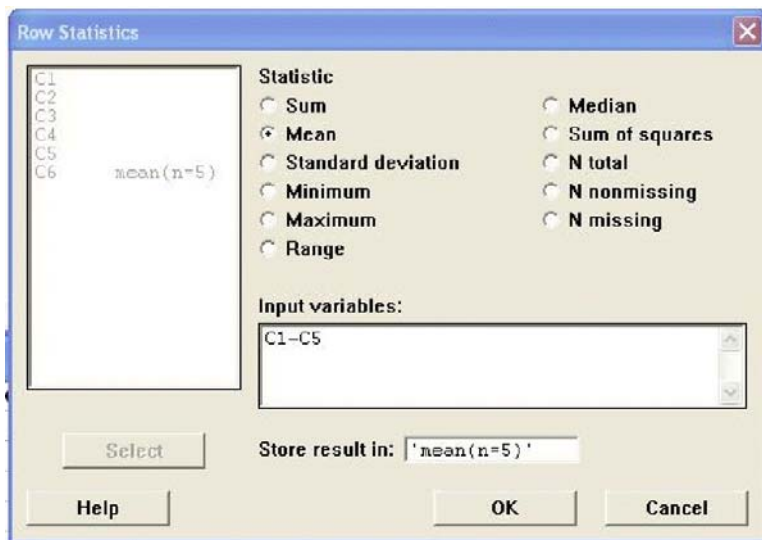 Row Statistics
C1
C2
C3
C4
C5
C6 mean(n=5)
Statistic
Sum
Mean
Standard deviation
Minimum
Maximum
Range
Median
Sum of squares
N total
N nonmissing
N missing
Input variables:
C1-C5
Select
Store result in: 'mean(n=5)'
Help
OK
Cancel